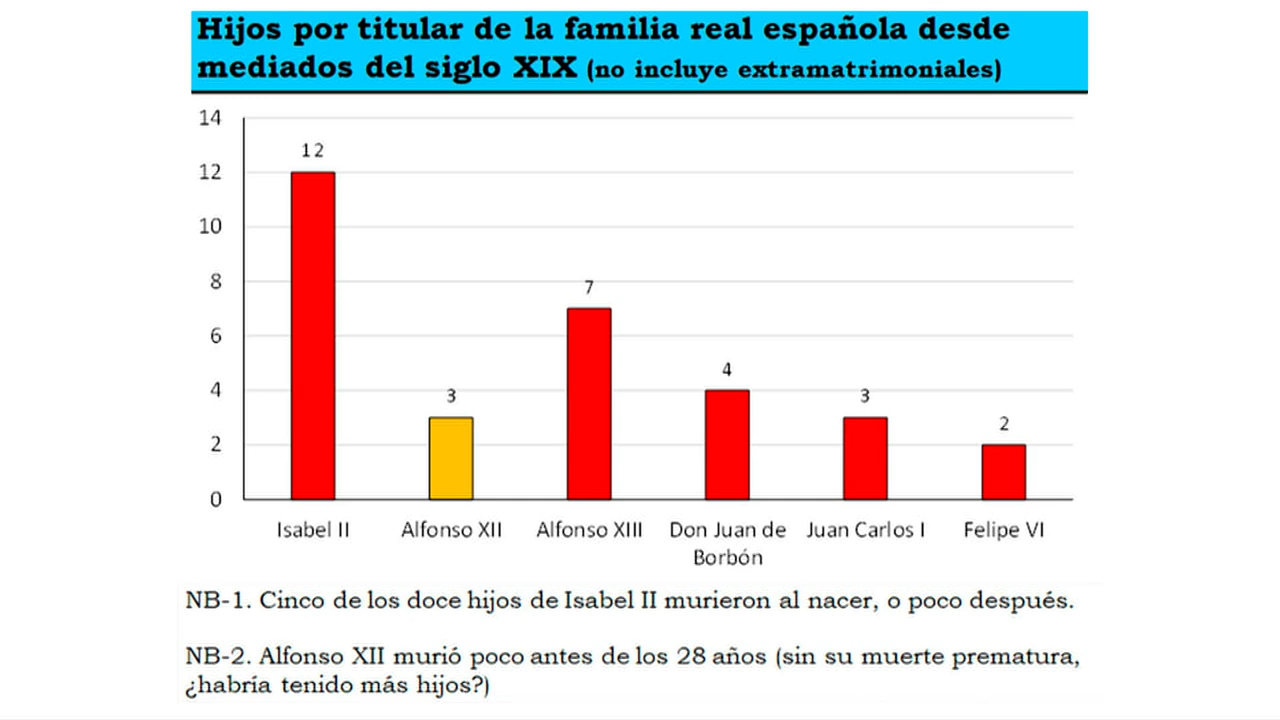 Hijos por titular de la familia real española desde
mediados del siglo XIX (no incluye extramatrimoniales)
14
12
10
8
6
4
2
0
12
3
7
4
3
2
Isabel II
Alfonso XII
Alfonso XIII
Don Juan de
Borbón
Juan Carlos I
Felipe VI
NB-1. Cinco de los doce hijos de Isabel II murieron al nacer, o poco después.
NB-2. Alfonso XII murió poco antes de los 28 años (sin su muerte prematura,
¿habría tenido más hijos?)